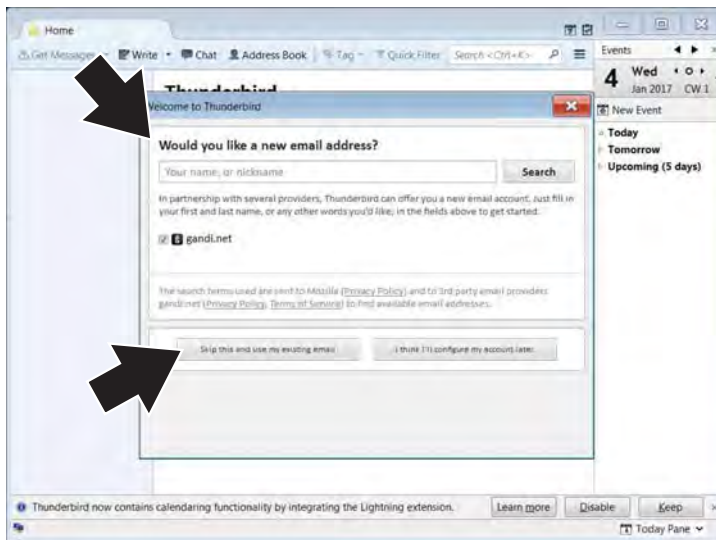 Home
Get Messages
Write
Chat
Address Book
Tag
Quick Filter
Search <Ctrl+K>
Events
4 Wed
Jan 2017 CW 1
New Event
Today
Tomorrow
Upcoming (5 days)
Thunderbird
Welcome to Thunderbird
Would you like a new email address?
Your name, or nickname
Search
In partnership with several providers, Thunderbird can offer you a new email account. Just fill in
your first and last name, or any other words you'd like, in the fields above to get started.
gandi.net
The search terms used are sent to Mozilla (Privacy Policy) and to 3rd party email providers
gandi.net (Privacy Policy, Terms of Service) to find available email addresses.
Skip this and use my existing email
I think I'll configure my account later.
Thunderbird now contains calendaring functionality by integrating the Lightning extension.
Learn more
Disable
Keep
Today Pane